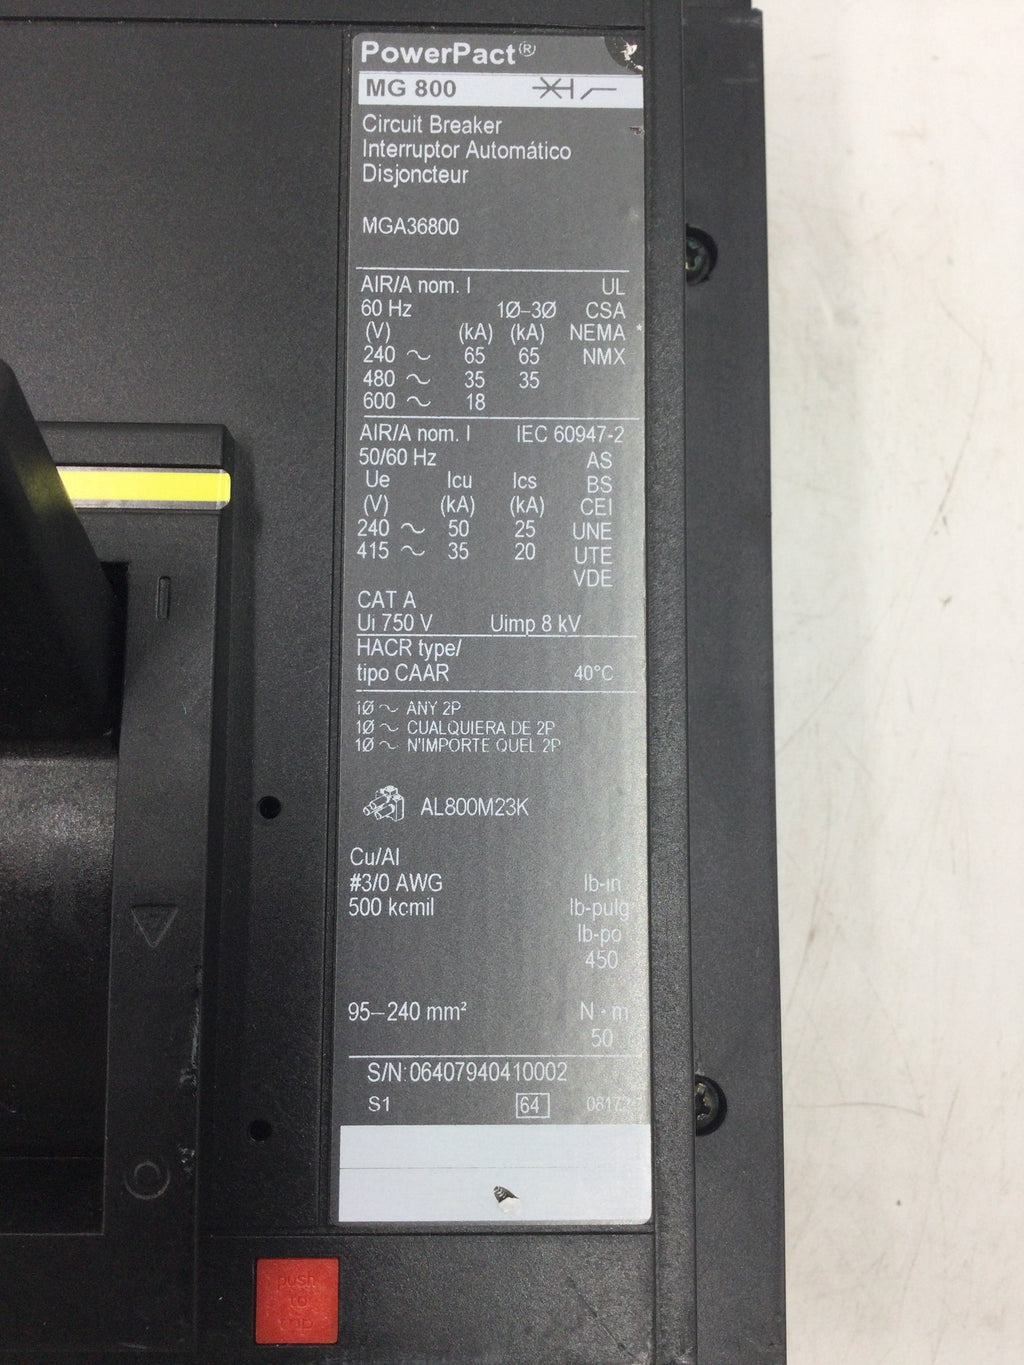 PowerPact®
MG 800
Circuit Breaker
Interruptor Automático
Disjoncteur
MGA36800
AIR/A nom. I UL
60 Hz 1Ø–3Ø CSA
(V) (kA) (kA) NEMA *
240 ~ 65 65 NMX
480 ~ 35 35
600 ~ 18
AIR/A nom. I IEC 60947-2
50/60 Hz AS
Ue Icu Ics BS
(V) (kA) (kA) CEI
240 ~ 50 25 UNE
415 ~ 35 20 UTE
VDE
CAT A
Ui 750 V Uimp 8 kV
HACR type/
tipo CAAR 40°C
1Ø ~ ANY 2P
1Ø ~ CUALQUIERA DE 2P
1Ø ~ N'IMPORTE QUEL 2P
AL800M23K
Cu/Al
#3/0 AWG lb-in
500 kcmil lb-pulg
lb-po
450
95–240 mm² N · m
50
S/N: 06407940410002
S1 64
push
to
trip